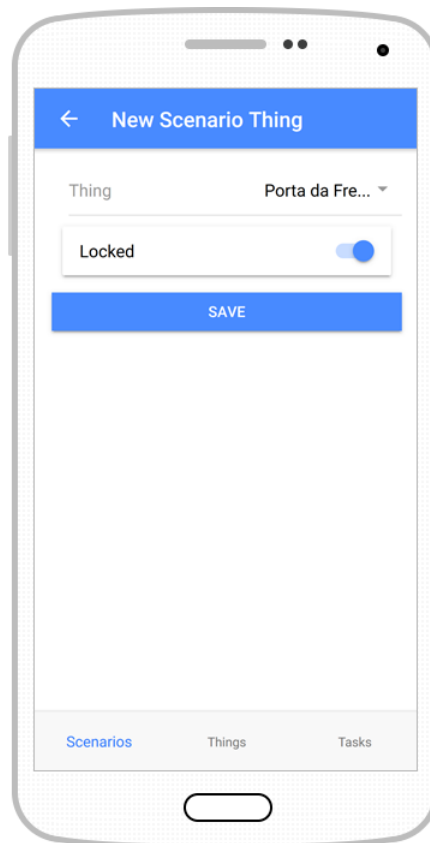 New Scenario Thing
Thing Porta da Fre...
Locked
SAVE
Scenarios Things Tasks